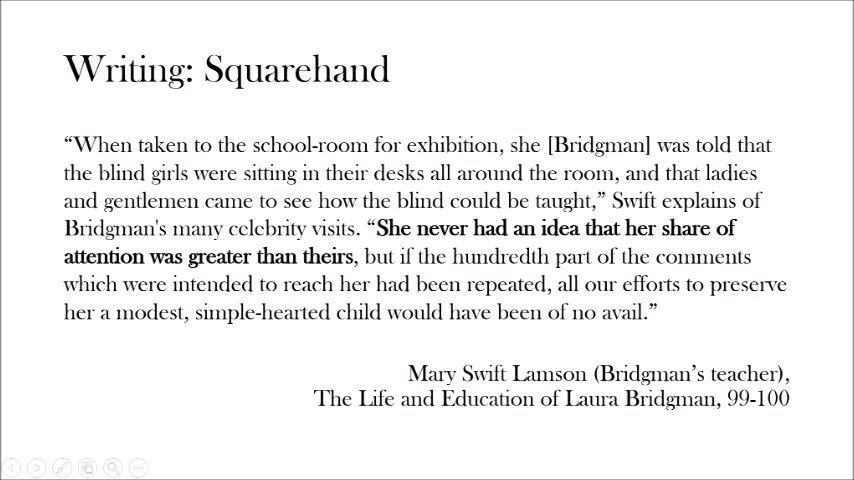 Writing: Squarehand
“When taken to the school-room for exhibition, she [Bridgman] was told that
the blind girls were sitting in their desks all around the room, and that ladies
and gentlemen came to see how the blind could be taught,” Swift explains of
Bridgman's many celebrity visits. “She never had an idea that her share of
attention was greater than theirs, but if the hundredth part of the comments
which were intended to reach her had been repeated, all our efforts to preserve
her a modest, simple-hearted child would have been of no avail.”
Mary Swift Lamson (Bridgman’s teacher),
The Life and Education of Laura Bridgman, 99-100